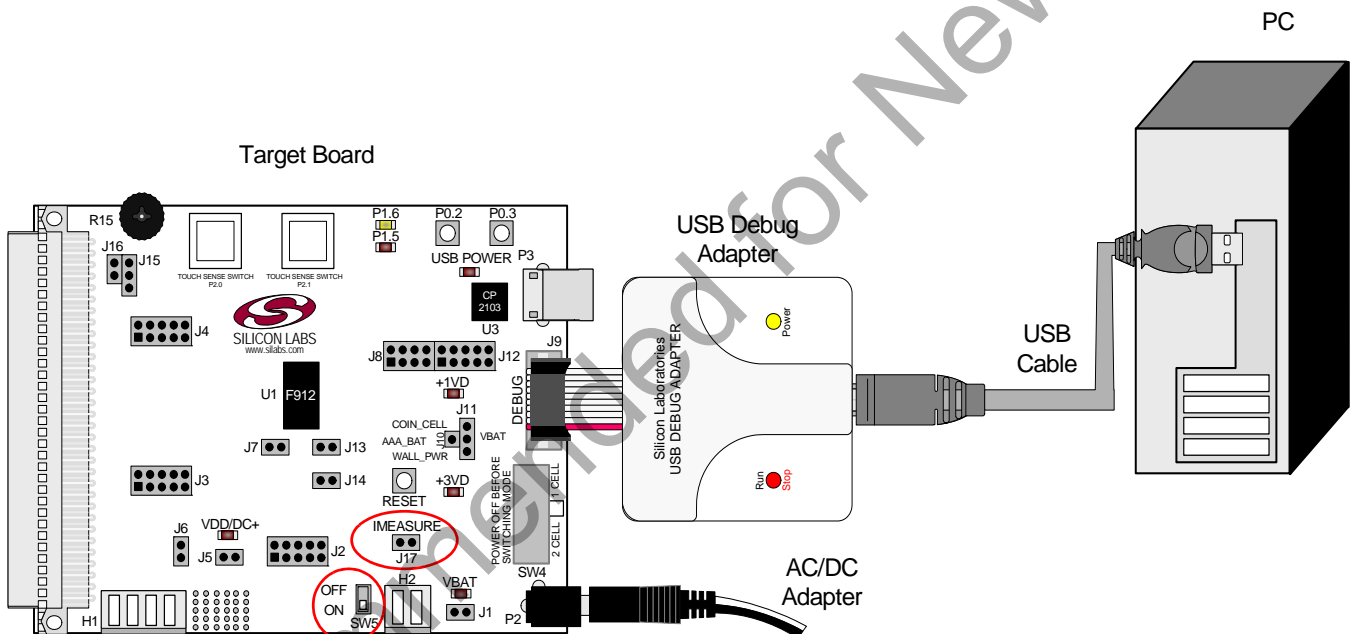 PC
Target Board
USB Debug
Adapter
USB
Cable
AC/DC
Adapter
R15
J16
J15
TOUCH SENSE SWITCH
P2.0
TOUCH SENSE SWITCH
P2.1
P1.6
P1.5
P0.2
P0.3
USB POWER
P3
CP
2103
U3
SILICON LABS
www.silabs.com
J4
J8
J12
J9
DEBUG
U1
F912
+1VD
J11
COIN_CELL
AAA_BAT
WALL_PWR
J10
VBAT
J7
J13
J14
J3
RESET
+3VD
POWER OFF BEFORE
SWITCHING MODE
1 CELL
2 CELL
SW4
IMEASURE
J17
J6
VDD/DC+
J5
J2
OFF
ON
SW5
H2
VBAT
J1
P2
H1
Silicon Laboratories
USB DEBUG ADAPTER
Power
Run
Stop
mmended for New